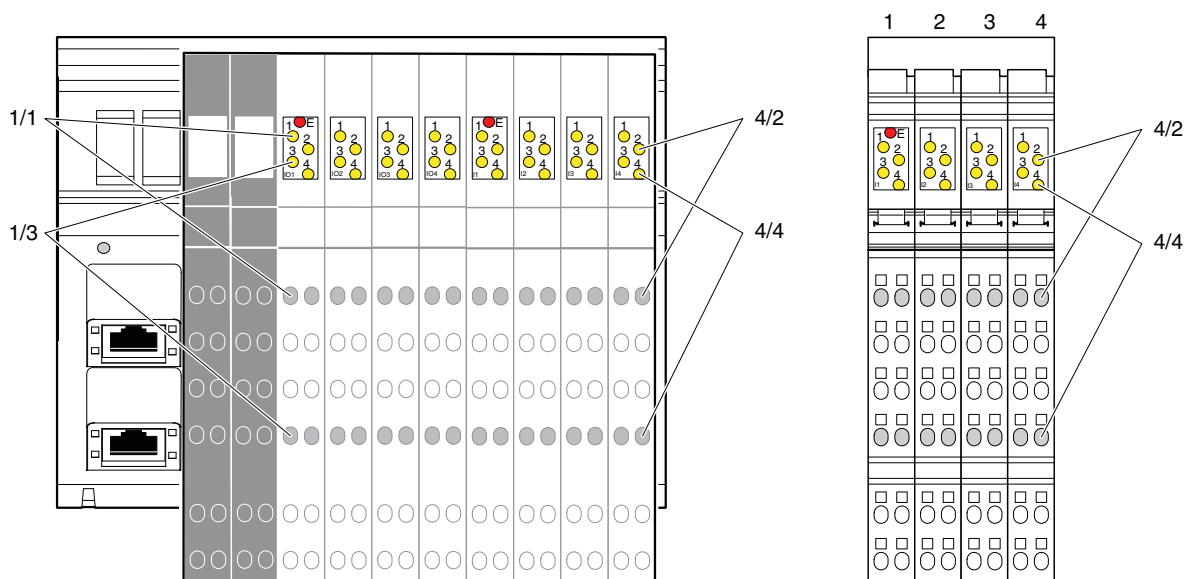 1 2 3 4
1/1
1/3
1 E 2 3 4 IO1
1 2 3 4 IO2
1 2 3 4 IO3
1 2 3 4 IO4
1 E 2 3 4 I1
1 2 3 4 I2
1 2 3 4 I3
1 2 3 4 I4
4/2
4/4
1 E 2 3 4 I1
1 2 3 4 I2
1 2 3 4 I3
1 2 3 4 I4
4/2
4/4